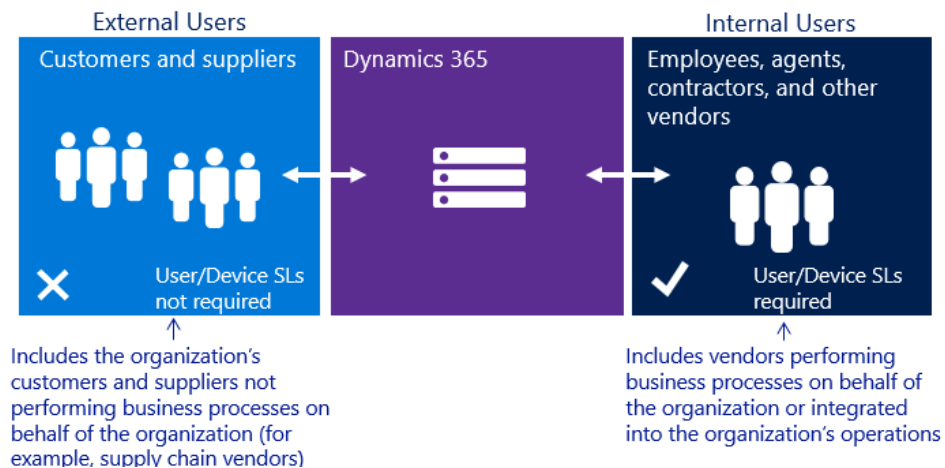 External Users
Internal Users
Customers and suppliers
Dynamics 365
Employees, agents,
contractors, and other
vendors
User/Device SLs
not required
User/Device SLs
required
Includes the organization's
customers and suppliers not
performing business processes on
behalf of the organization (for
example, supply chain vendors)
Includes vendors performing
business processes on behalf of
the organization or integrated
into the organization's operations